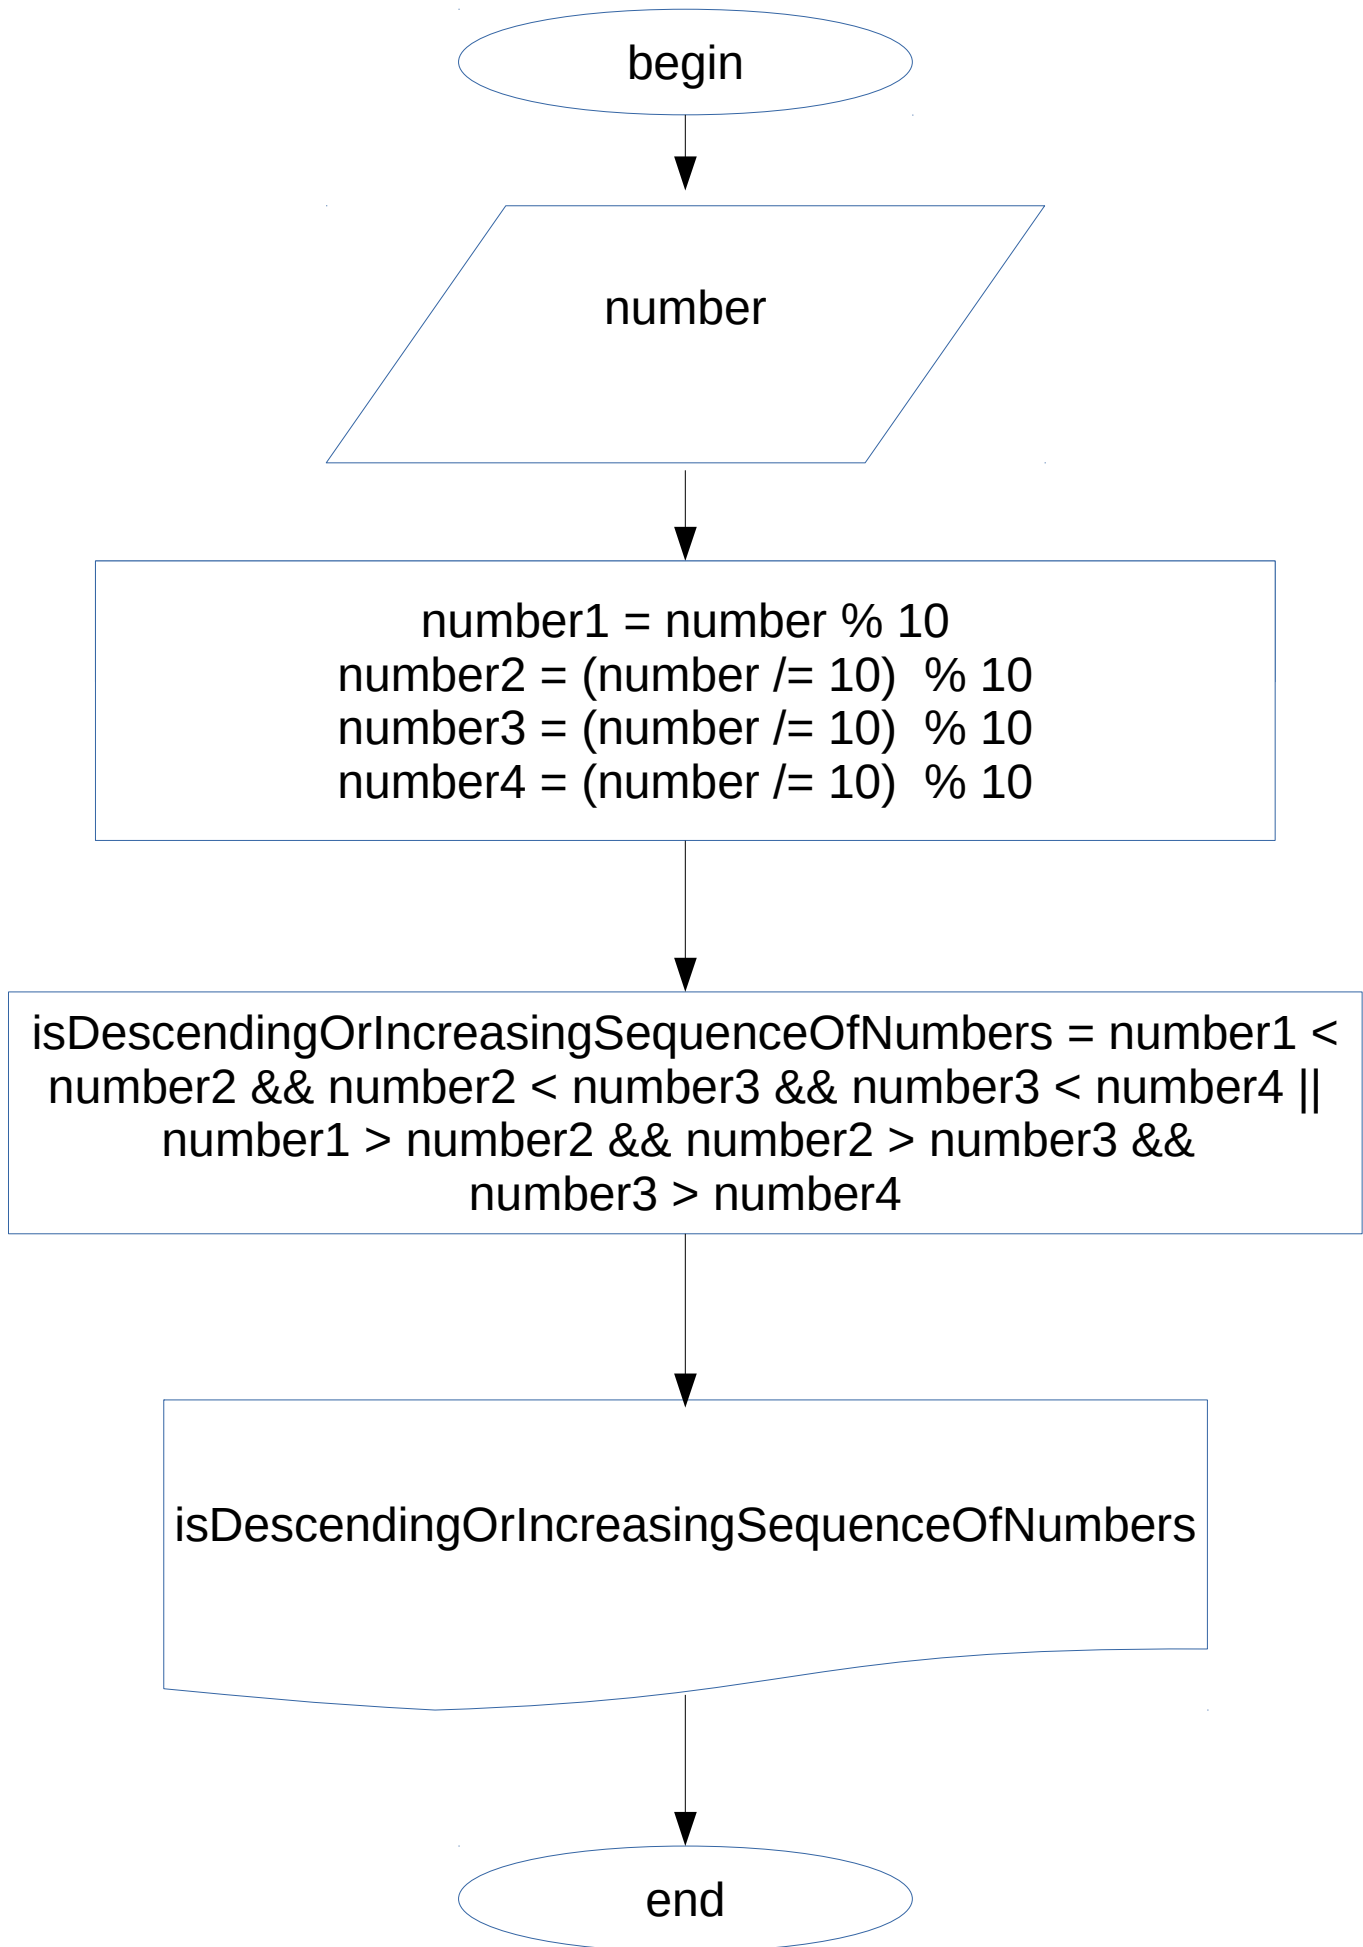 begin
number
number1 = number % 10
number2 = (number /= 10)  % 10
number3 = (number /= 10)  % 10
number4 = (number /= 10)  % 10
isDescendingOrIncreasingSequenceOfNumbers = number1 <
number2 && number2 < number3 && number3 < number4 ||
number1 > number2 && number2 > number3 &&
number3 > number4
isDescendingOrIncreasingSequenceOfNumbers
end